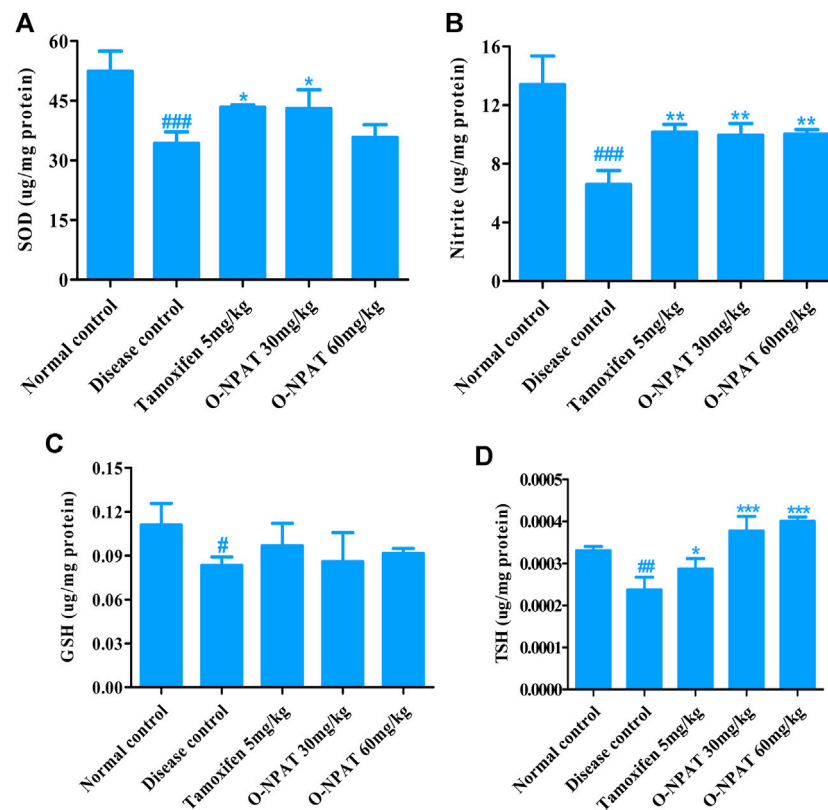 A
SOD (ug/mg protein)
60
45
30
15
0
###
*
*
Normal control
Disease control
Tamoxifen 5mg/kg
O-NPAT 30mg/kg
O-NPAT 60mg/kg
B
Nitrite (ug/mg protein)
16
12
8
4
0
###
**
**
**
Normal control
Disease control
Tamoxifen 5mg/kg
O-NPAT 30mg/kg
O-NPAT 60mg/kg
C
GSH (ug/mg protein)
0.15
0.12
0.09
0.06
0.03
0.00
#
Normal control
Disease control
Tamoxifen 5mg/kg
O-NPAT 30mg/kg
O-NPAT 60mg/kg
D
TSH (ug/mg protein)
0.0005
0.0004
0.0003
0.0002
0.0001
0.0000
##
*
***
***
Normal control
Disease control
Tamoxifen 5mg/kg
O-NPAT 30mg/kg
O-NPAT 60mg/kg